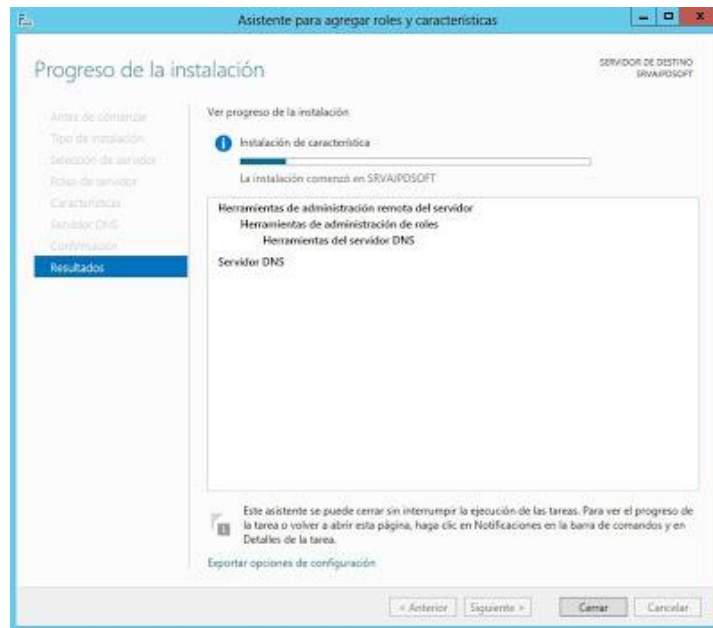 Asistente para agregar roles y características
Progreso de la instalación
SERVIDOR DE DESTINO
SRVAJPDSOFT
Antes de comenzar
Tipo de instalación
Selección de servidor
Roles de servidor
Características
Servidor DNS
Confirmación
Resultados
Ver progreso de la instalación
Instalación de característica
La instalación comenzó en SRVAJPDSOFT
Herramientas de administración remota del servidor
Herramientas de administración de roles
Herramientas del servidor DNS
Servidor DNS
Este asistente se puede cerrar sin interrumpir la ejecución de las tareas. Para ver el progreso de
la tarea o volver a abrir esta página, haga clic en Notificaciones en la barra de comandos y en
Detalles de la tarea.
Exportar opciones de configuración
< Anterior
Siguiente >
Cerrar
Cancelar